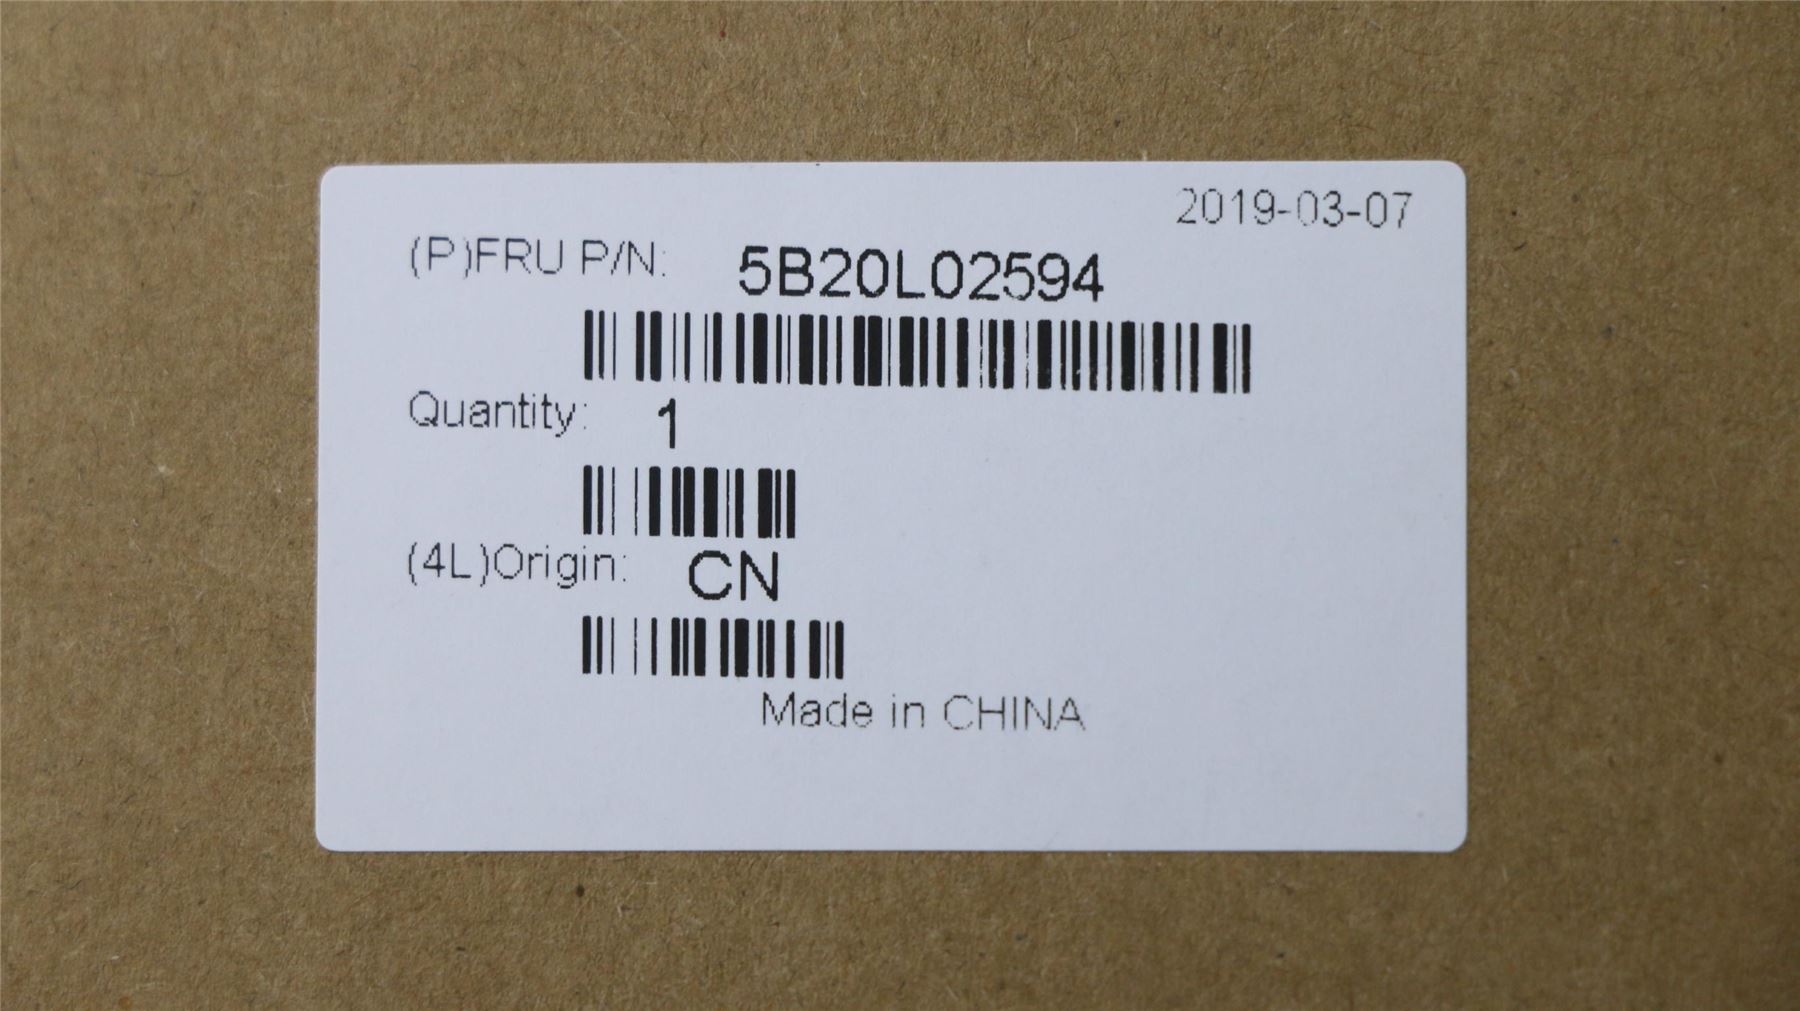 2019-03-07
(P)FRU P/N: 5B20L02594
Quantity: 1
(4L)Origin: CN
Made in CHINA